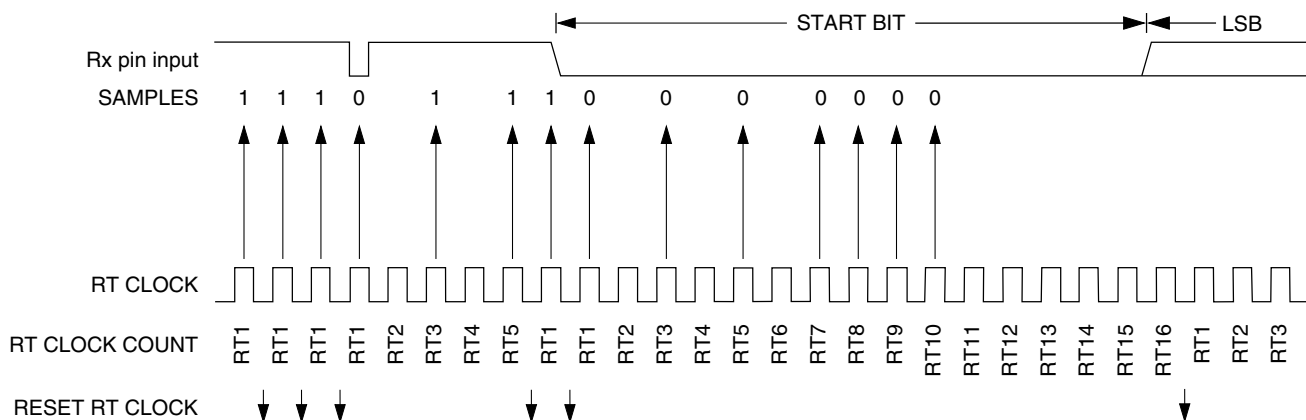 START BIT LSB
Rx pin input
SAMPLES 1 1 1 0 1 1 1 0 0 0 0 0 0 0
RT CLOCK
RT CLOCK COUNT RT1 RT1 RT1 RT1 RT2 RT3 RT4 RT5 RT1 RT1 RT2 RT3 RT4 RT5 RT6 RT7 RT8 RT9 RT10 RT11 RT12 RT13 RT14 RT15 RT16 RT1 RT2 RT3
RESET RT CLOCK